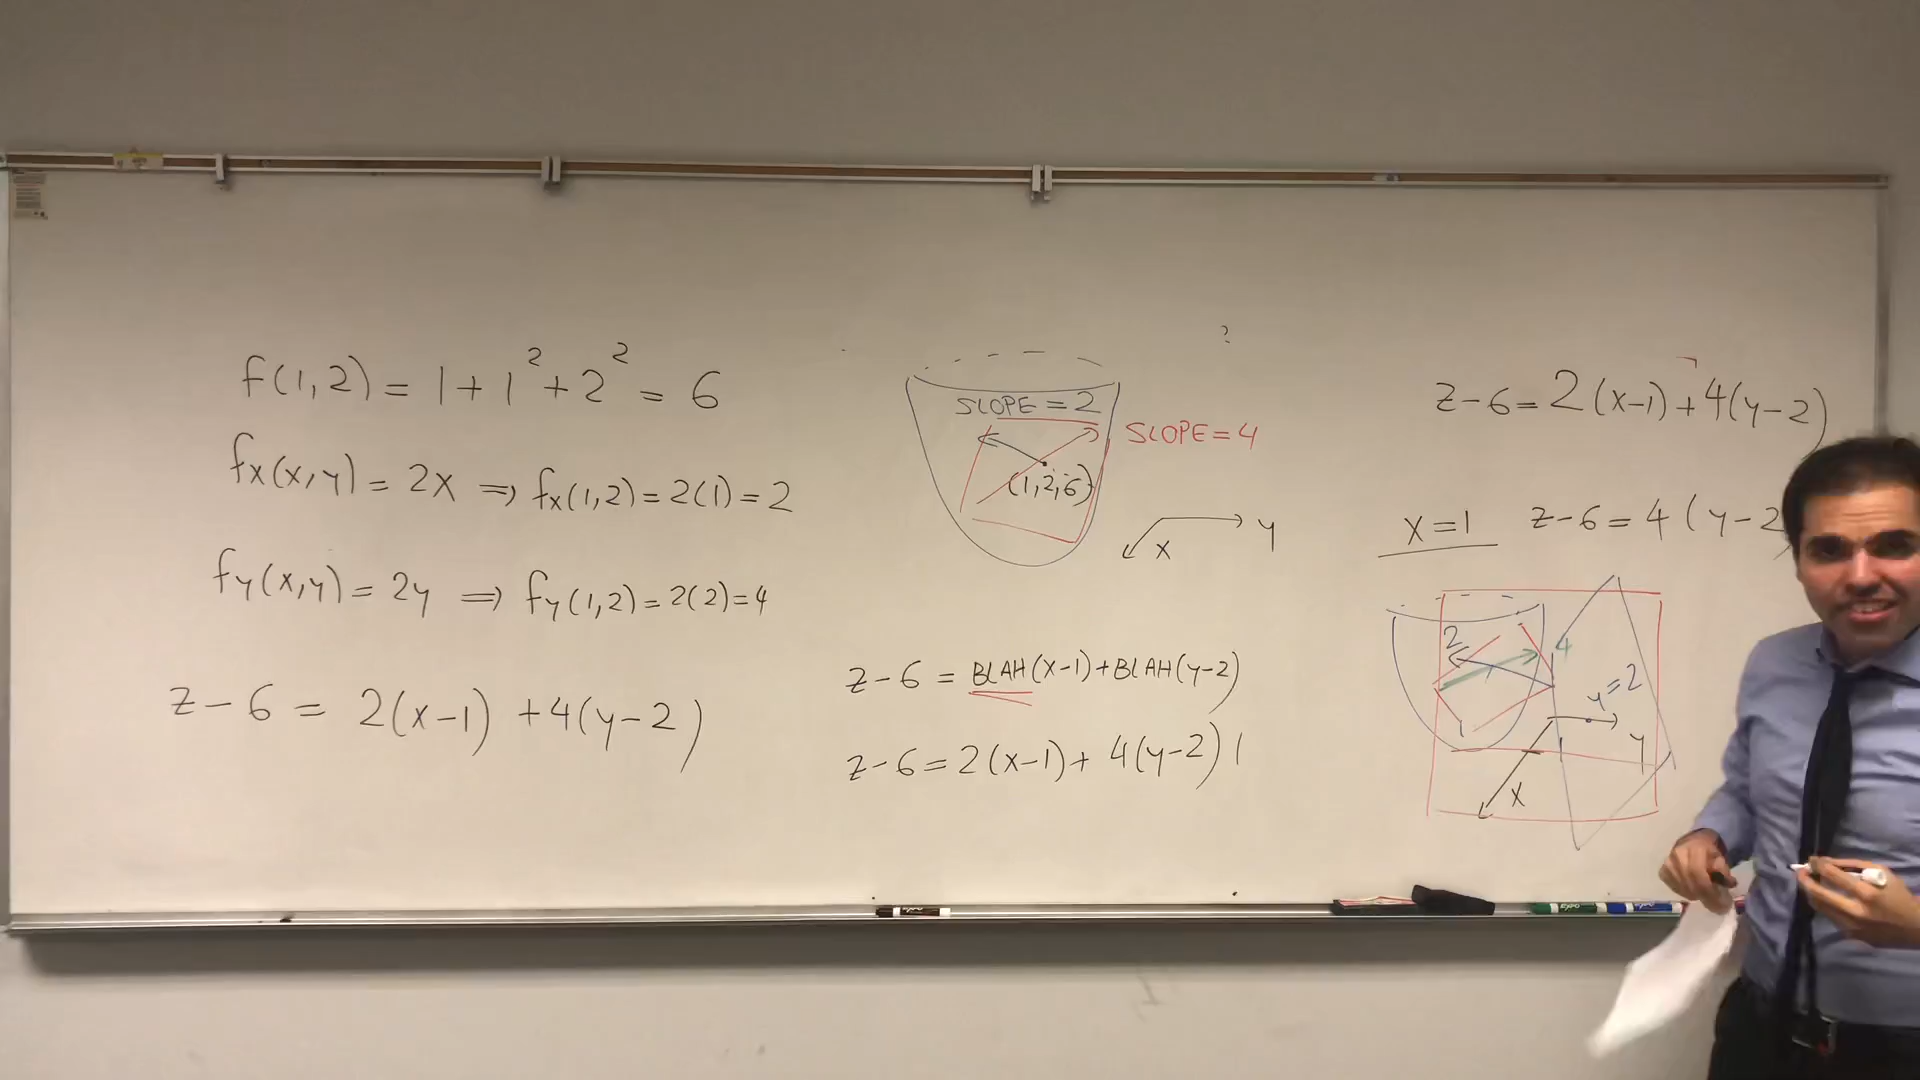 f(1,2) = 1 + 1² + 2² = 6
fx(x,y) = 2x ⇒ fx(1,2) = 2(1) = 2
fy(x,y) = 2y ⇒ fy(1,2) = 2(2) = 4
z - 6 = 2(x-1) + 4(y-2)
?
SLOPE = 2
SLOPE = 4
(1,2,6)
y
x
z - 6 = BLAH(x-1) + BLAH(y-2)
z - 6 = 2(x-1) + 4(y-2)
z - 6 = 2(x-1) + 4(y-2)
x = 1 z - 6 = 4(y-2
2
4
y = 2
y
x